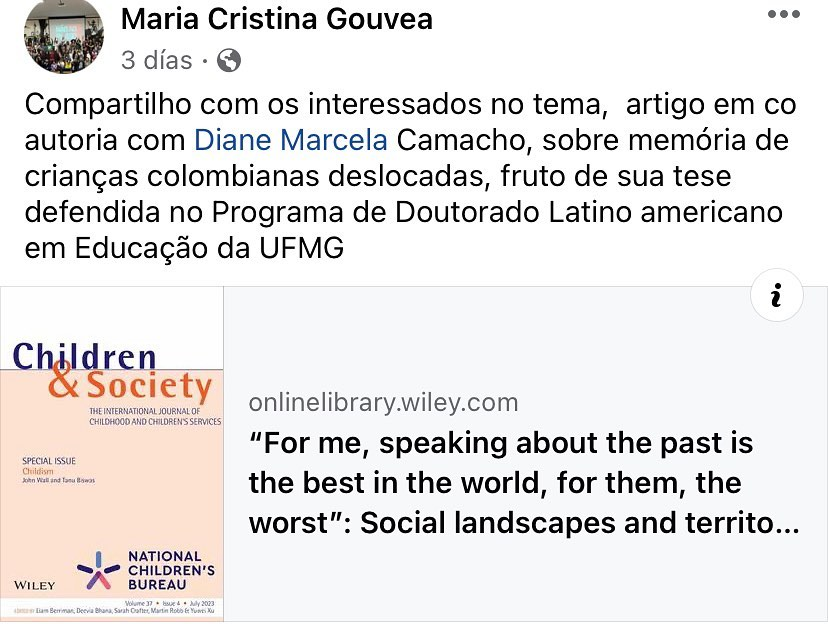 Maria Cristina Gouvea
3 días ·
Compartilho com os interessados no tema, artigo em co
autoria com Diane Marcela Camacho, sobre memória de
crianças colombianas deslocadas, fruto de sua tese
defendida no Programa de Doutorado Latino americano
em Educação da UFMG
Children
& Society
THE INTERNATIONAL JOURNAL OF
CHILDHOOD AND CHILDREN'S SERVICES
SPECIAL ISSUE
Childism
John Wall and Tanu Biswas
NATIONAL
CHILDREN'S
BUREAU
WILEY
Volume 37 • Issue 4 • July 2023
EDITED BY Liam Berriman, Deevia Bhana, Sarah Crafter, Martin Robb & Yuwei Xu
i
onlinelibrary.wiley.com
“For me, speaking about the past is
the best in the world, for them, the
worst”: Social landscapes and territo...